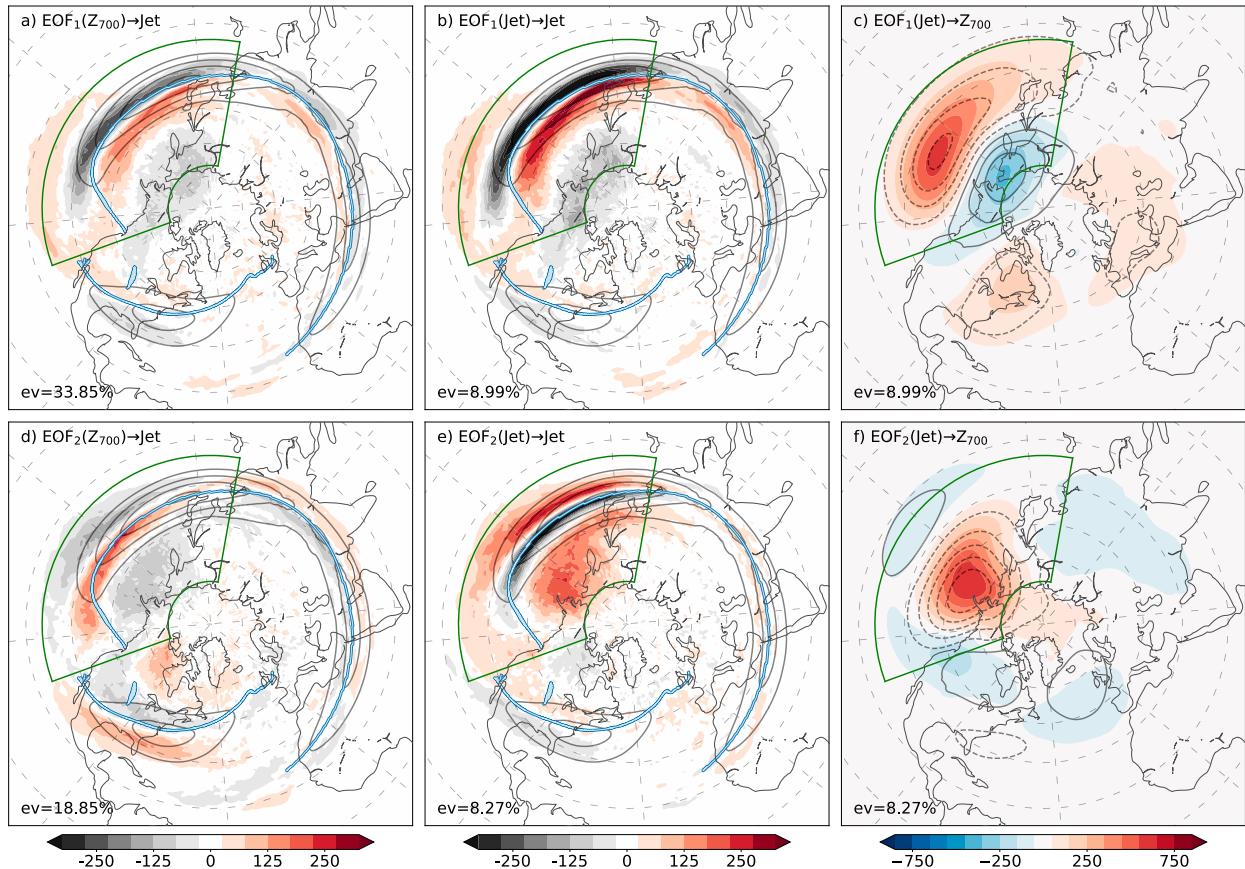 a) EOF₁(Z₇₀₀)→Jet
b) EOF₁(Jet)→Jet
c) EOF₁(Jet)→Z₇₀₀
ev=33.85%
ev=8.99%
ev=8.99%
d) EOF₂(Z₇₀₀)→Jet
e) EOF₂(Jet)→Jet
f) EOF₂(Jet)→Z₇₀₀
ev=18.85%
ev=8.27%
ev=8.27%
-250 -125 0 125 250
-250 -125 0 125 250
−750 −250 250 750